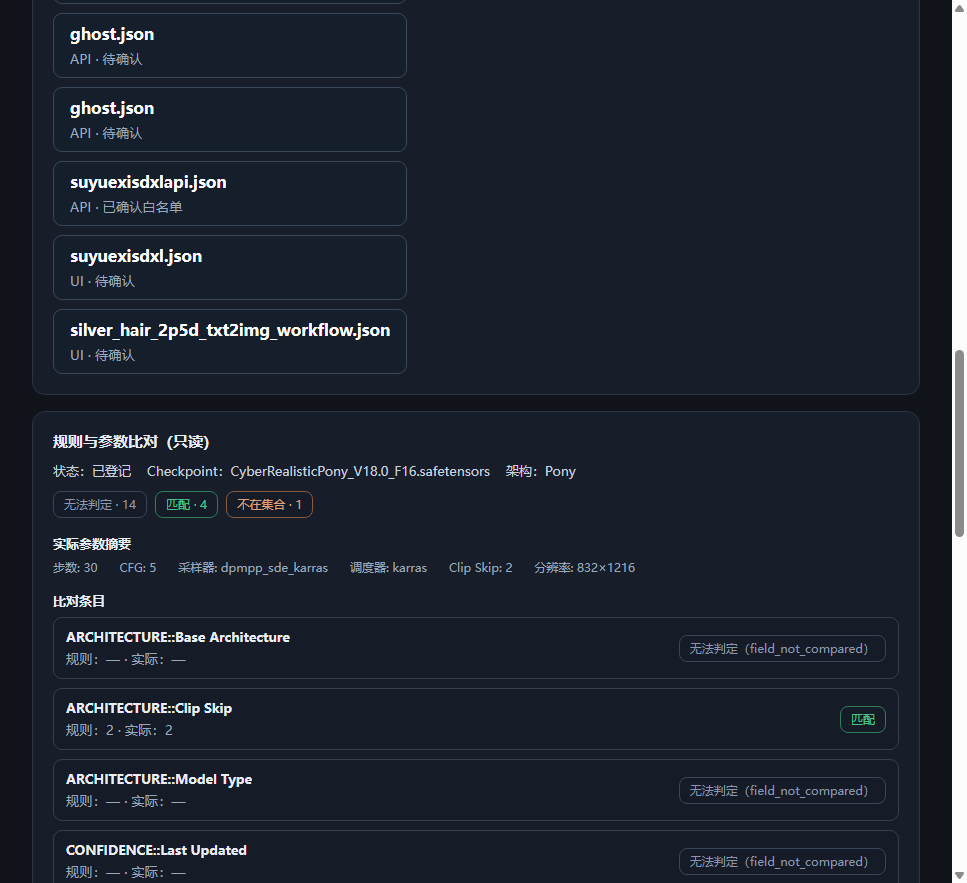 ghost.json
API · 待确认
ghost.json
API · 待确认
suyuexisdxlapi.json
API · 已确认白名单
suyuexisdxl.json
UI · 待确认
silver_hair_2p5d_txt2img_workflow.json
UI · 待确认
规则与参数比对（只读）
状态：已登记 Checkpoint：CyberRealisticPony_V18.0_F16.safetensors 架构：Pony
无法判定 · 14 匹配 · 4 不在集合 · 1
实际参数摘要
步数: 30 CFG: 5 采样器: dpmpp_sde_karras 调度器: karras Clip Skip: 2 分辨率: 832×1216
比对条目
ARCHITECTURE::Base Architecture
规则：— · 实际：—
无法判定（field_not_compared）
ARCHITECTURE::Clip Skip
规则：2 · 实际：2
匹配
ARCHITECTURE::Model Type
规则：— · 实际：—
无法判定（field_not_compared）
CONFIDENCE::Last Updated
规则：— · 实际：—
无法判定（field_not_compared）